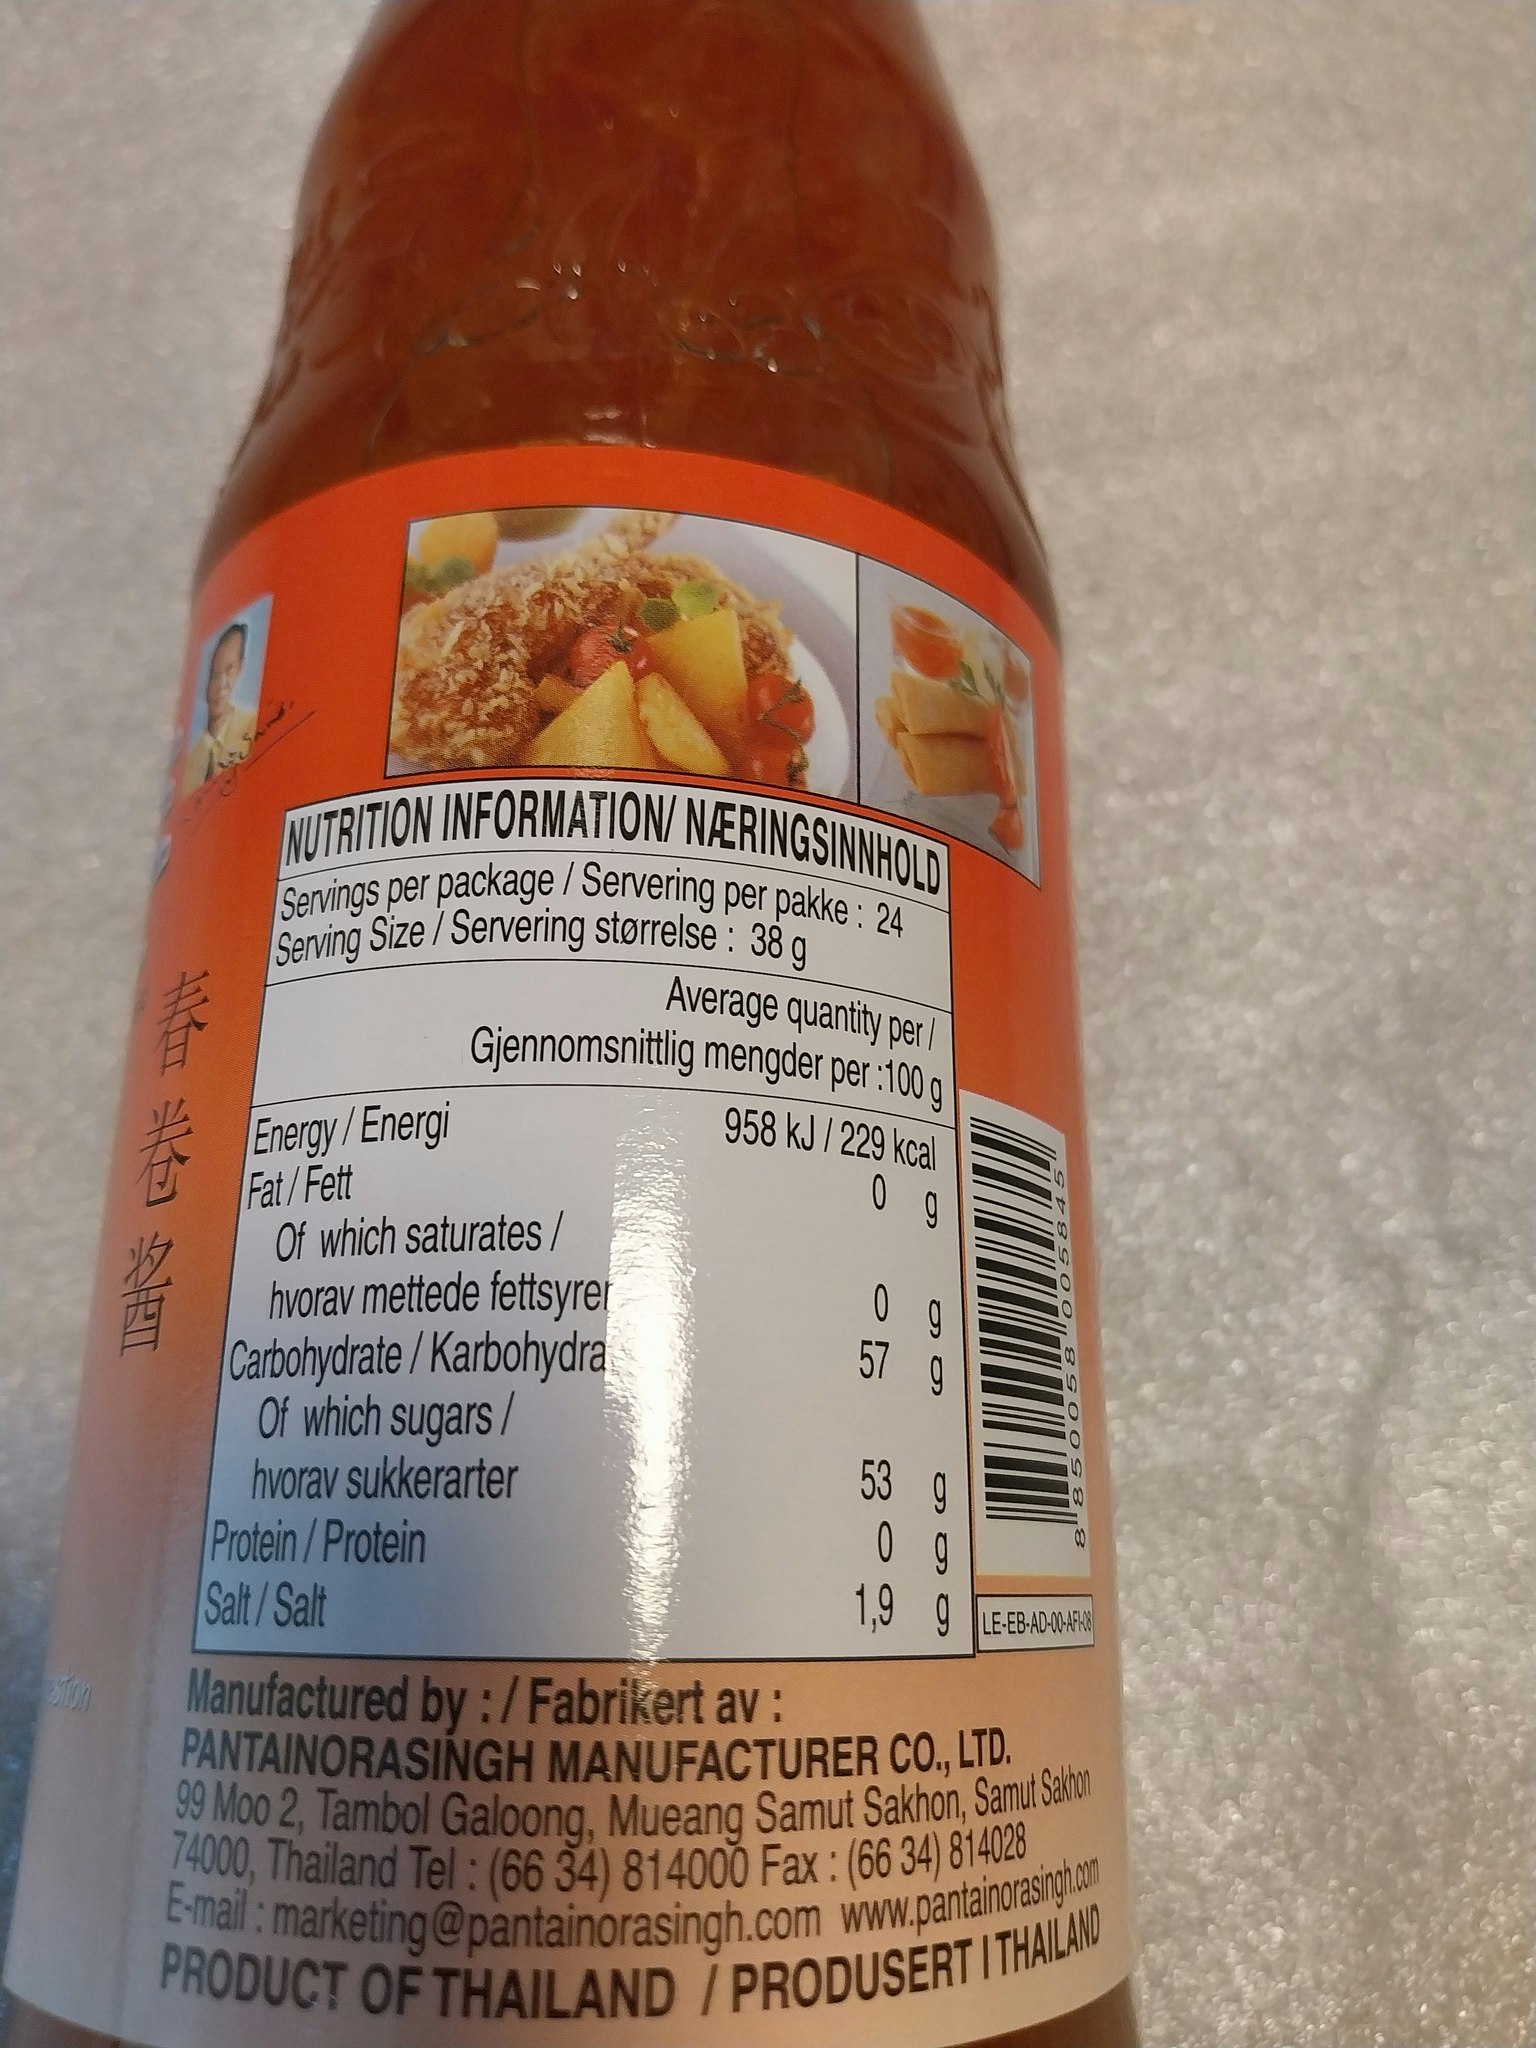 NUTRITION INFORMATION/ NÆRINGSINNHOLD
Servings per package / Servering per pakke : 24
Serving Size / Servering størrelse : 38 g
Average quantity per /
Gjennomsnittlig mengder per :100 g
Energy / Energi 958 kJ / 229 kcal
Fat / Fett 0 g
Of which saturates /
hvorav mettede fettsyrer 0 g
Carbohydrate / Karbohydra 57 g
Of which sugars /
hvorav sukkerarter 53 g
Protein / Protein 0 g
Salt / Salt 1,9 g
Manufactured by : / Fabrikert av :
PANTAINORASINGH MANUFACTURER CO., LTD.
99 Moo 2, Tambol Galoong, Mueang Samut Sakhon, Samut Sakhon
74000, Thailand Tel : (66 34) 814000 Fax : (66 34) 814028
E-mail : marketing@pantainorasingh.com www.pantainorasingh.com
PRODUCT OF THAILAND / PRODUSERT I THAILAND
春卷酱
8850058005845
LE-EB-AD-00-AFI-08